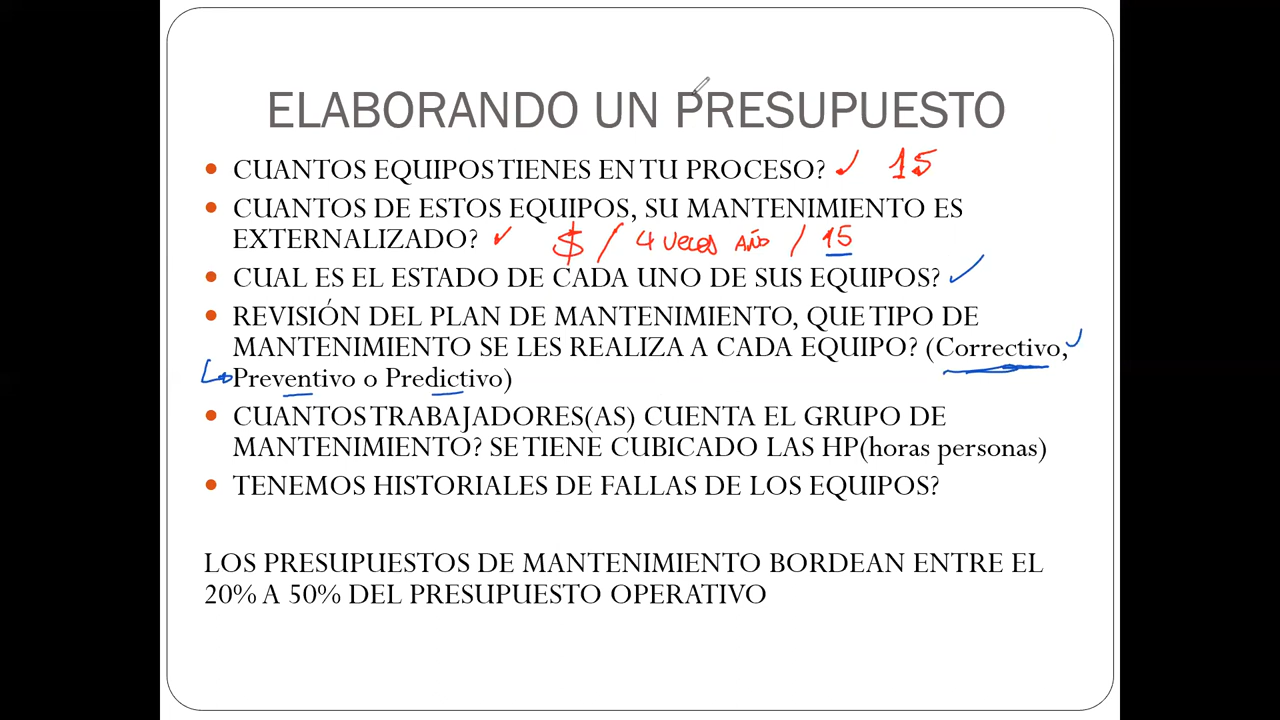 ELABORANDO UN PRESUPUESTO
• CUANTOS EQUIPOS TIENES EN TU PROCESO? ✓ 15
• CUANTOS DE ESTOS EQUIPOS, SU MANTENIMIENTO ES
EXTERNALIZADO? ✓ $ / 4 veces año / 15
• CUAL ES EL ESTADO DE CADA UNO DE SUS EQUIPOS? ✓
• REVISIÓN DEL PLAN DE MANTENIMIENTO, QUE TIPO DE
MANTENIMIENTO SE LES REALIZA A CADA EQUIPO? (Correctivo, ✓
Preventivo o Predictivo)
• CUANTOS TRABAJADORES(AS) CUENTA EL GRUPO DE
MANTENIMIENTO? SE TIENE CUBICADO LAS HP(horas personas)
• TENEMOS HISTORIALES DE FALLAS DE LOS EQUIPOS?
LOS PRESUPUESTOS DE MANTENIMIENTO BORDEAN ENTRE EL
20% A 50% DEL PRESUPUESTO OPERATIVO